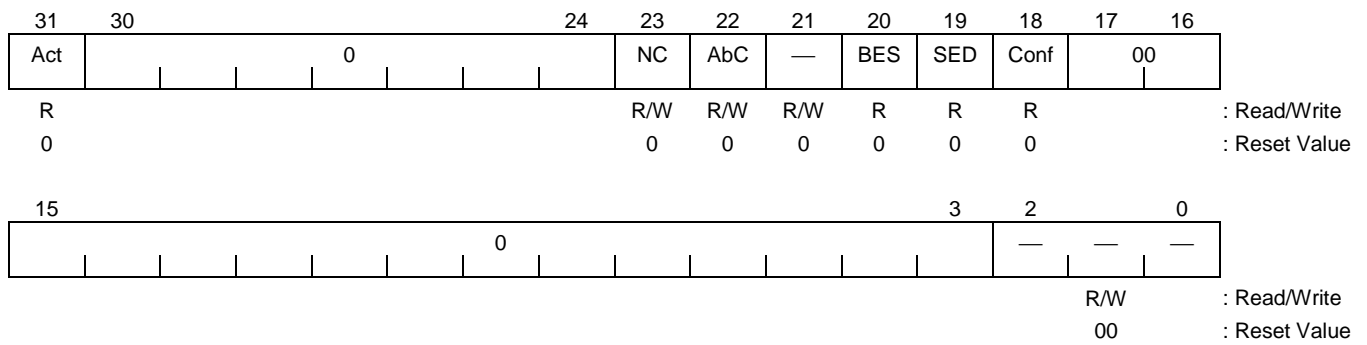 31 30 24 23 22 21 20 19 18 17 16
Act 0 NC AbC — BES SED Conf 00
R R/W R/W R/W R R R : Read/Write
0 0 0 0 0 0 0 : Reset Value
15 3 2 0
0 — — —
R/W : Read/Write
00 : Reset Value